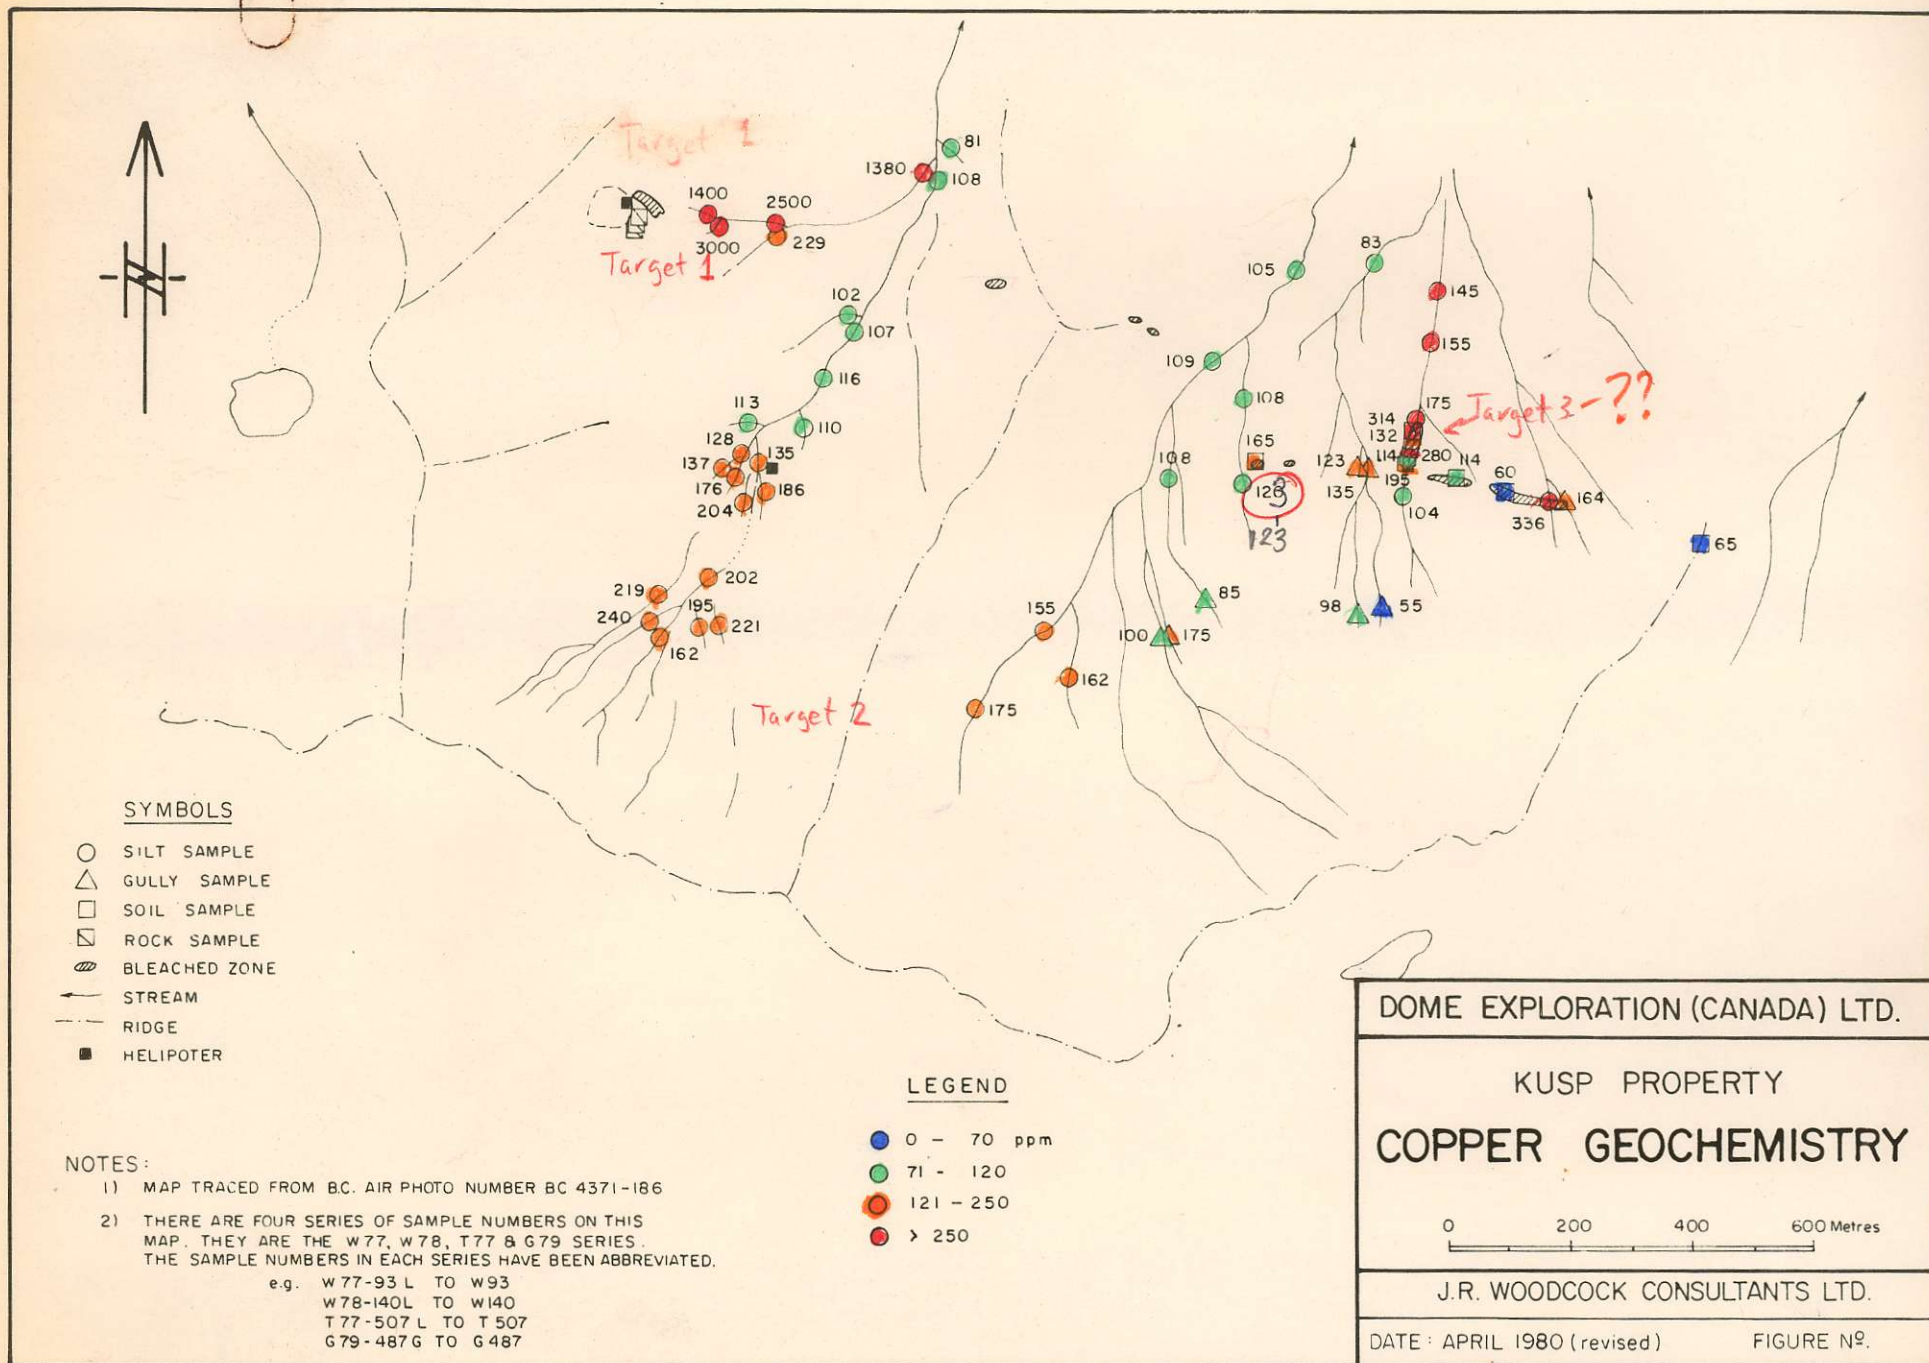 Target 1
81
1380
108
1400
2500
3000
229
Target 1
83
105
102
145
107
155
109
116
108
175
Target 3 - ??
113
314
110
132
128
135
165
114
280
114
137
108
123
60
176
186
195
135
164
204
120
3
104
336
123
65
202
219
85
98
55
195
240
221
155
100
175
162
162
175
Target 2
SYMBOLS
SILT SAMPLE
GULLY SAMPLE
SOIL SAMPLE
ROCK SAMPLE
BLEACHED ZONE
STREAM
RIDGE
HELIPOTER
NOTES:
1) MAP TRACED FROM B.C. AIR PHOTO NUMBER BC 4371-186
2) THERE ARE FOUR SERIES OF SAMPLE NUMBERS ON THIS
MAP. THEY ARE THE W77, W78, T77 & G79 SERIES.
THE SAMPLE NUMBERS IN EACH SERIES HAVE BEEN ABBREVIATED.
e.g. W77-93 L TO W93
W78-140L TO W140
T77-507 L TO T507
G79-487G TO G487
LEGEND
0 - 70 ppm
71 - 120
121 - 250
> 250
DOME EXPLORATION (CANADA) LTD.
KUSP PROPERTY
COPPER GEOCHEMISTRY
0 200 400 600 Metres
J.R. WOODCOCK CONSULTANTS LTD.
DATE: APRIL 1980 (revised) FIGURE Nº.